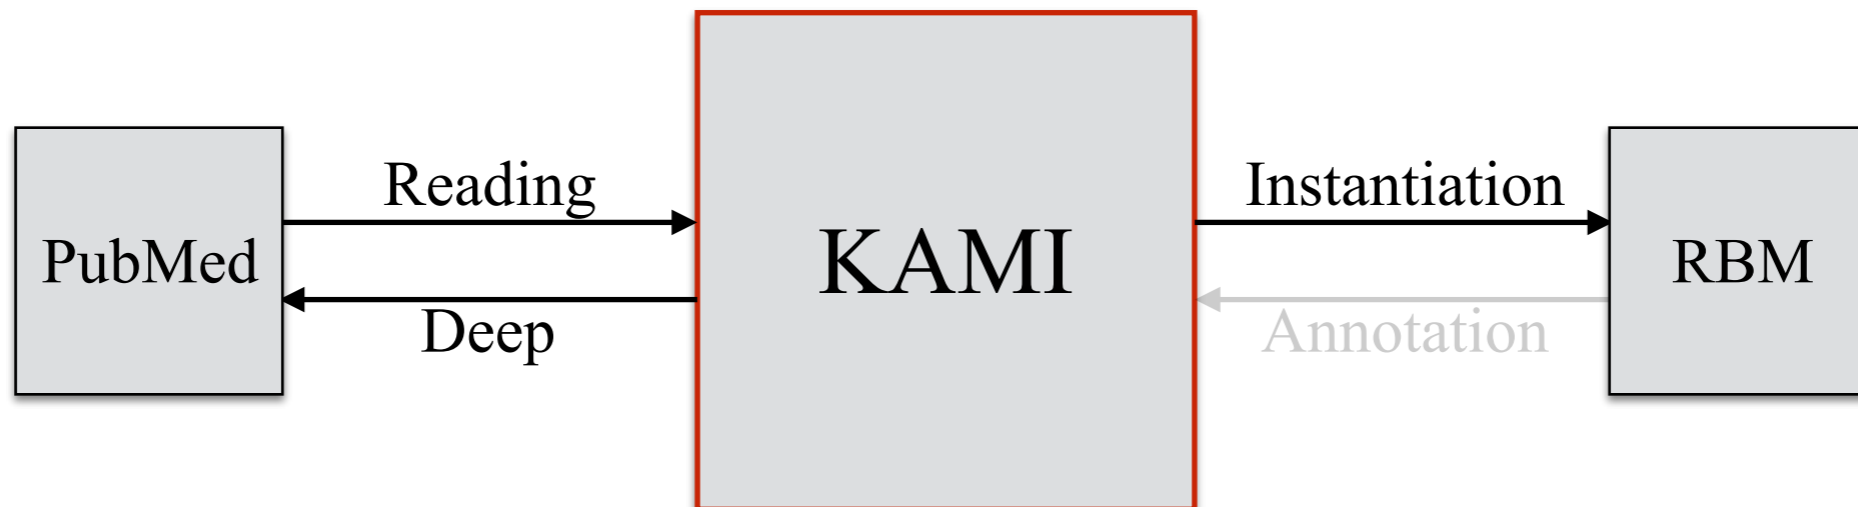 PubMed
Reading
Deep
KAMI
Instantiation
Annotation
RBM